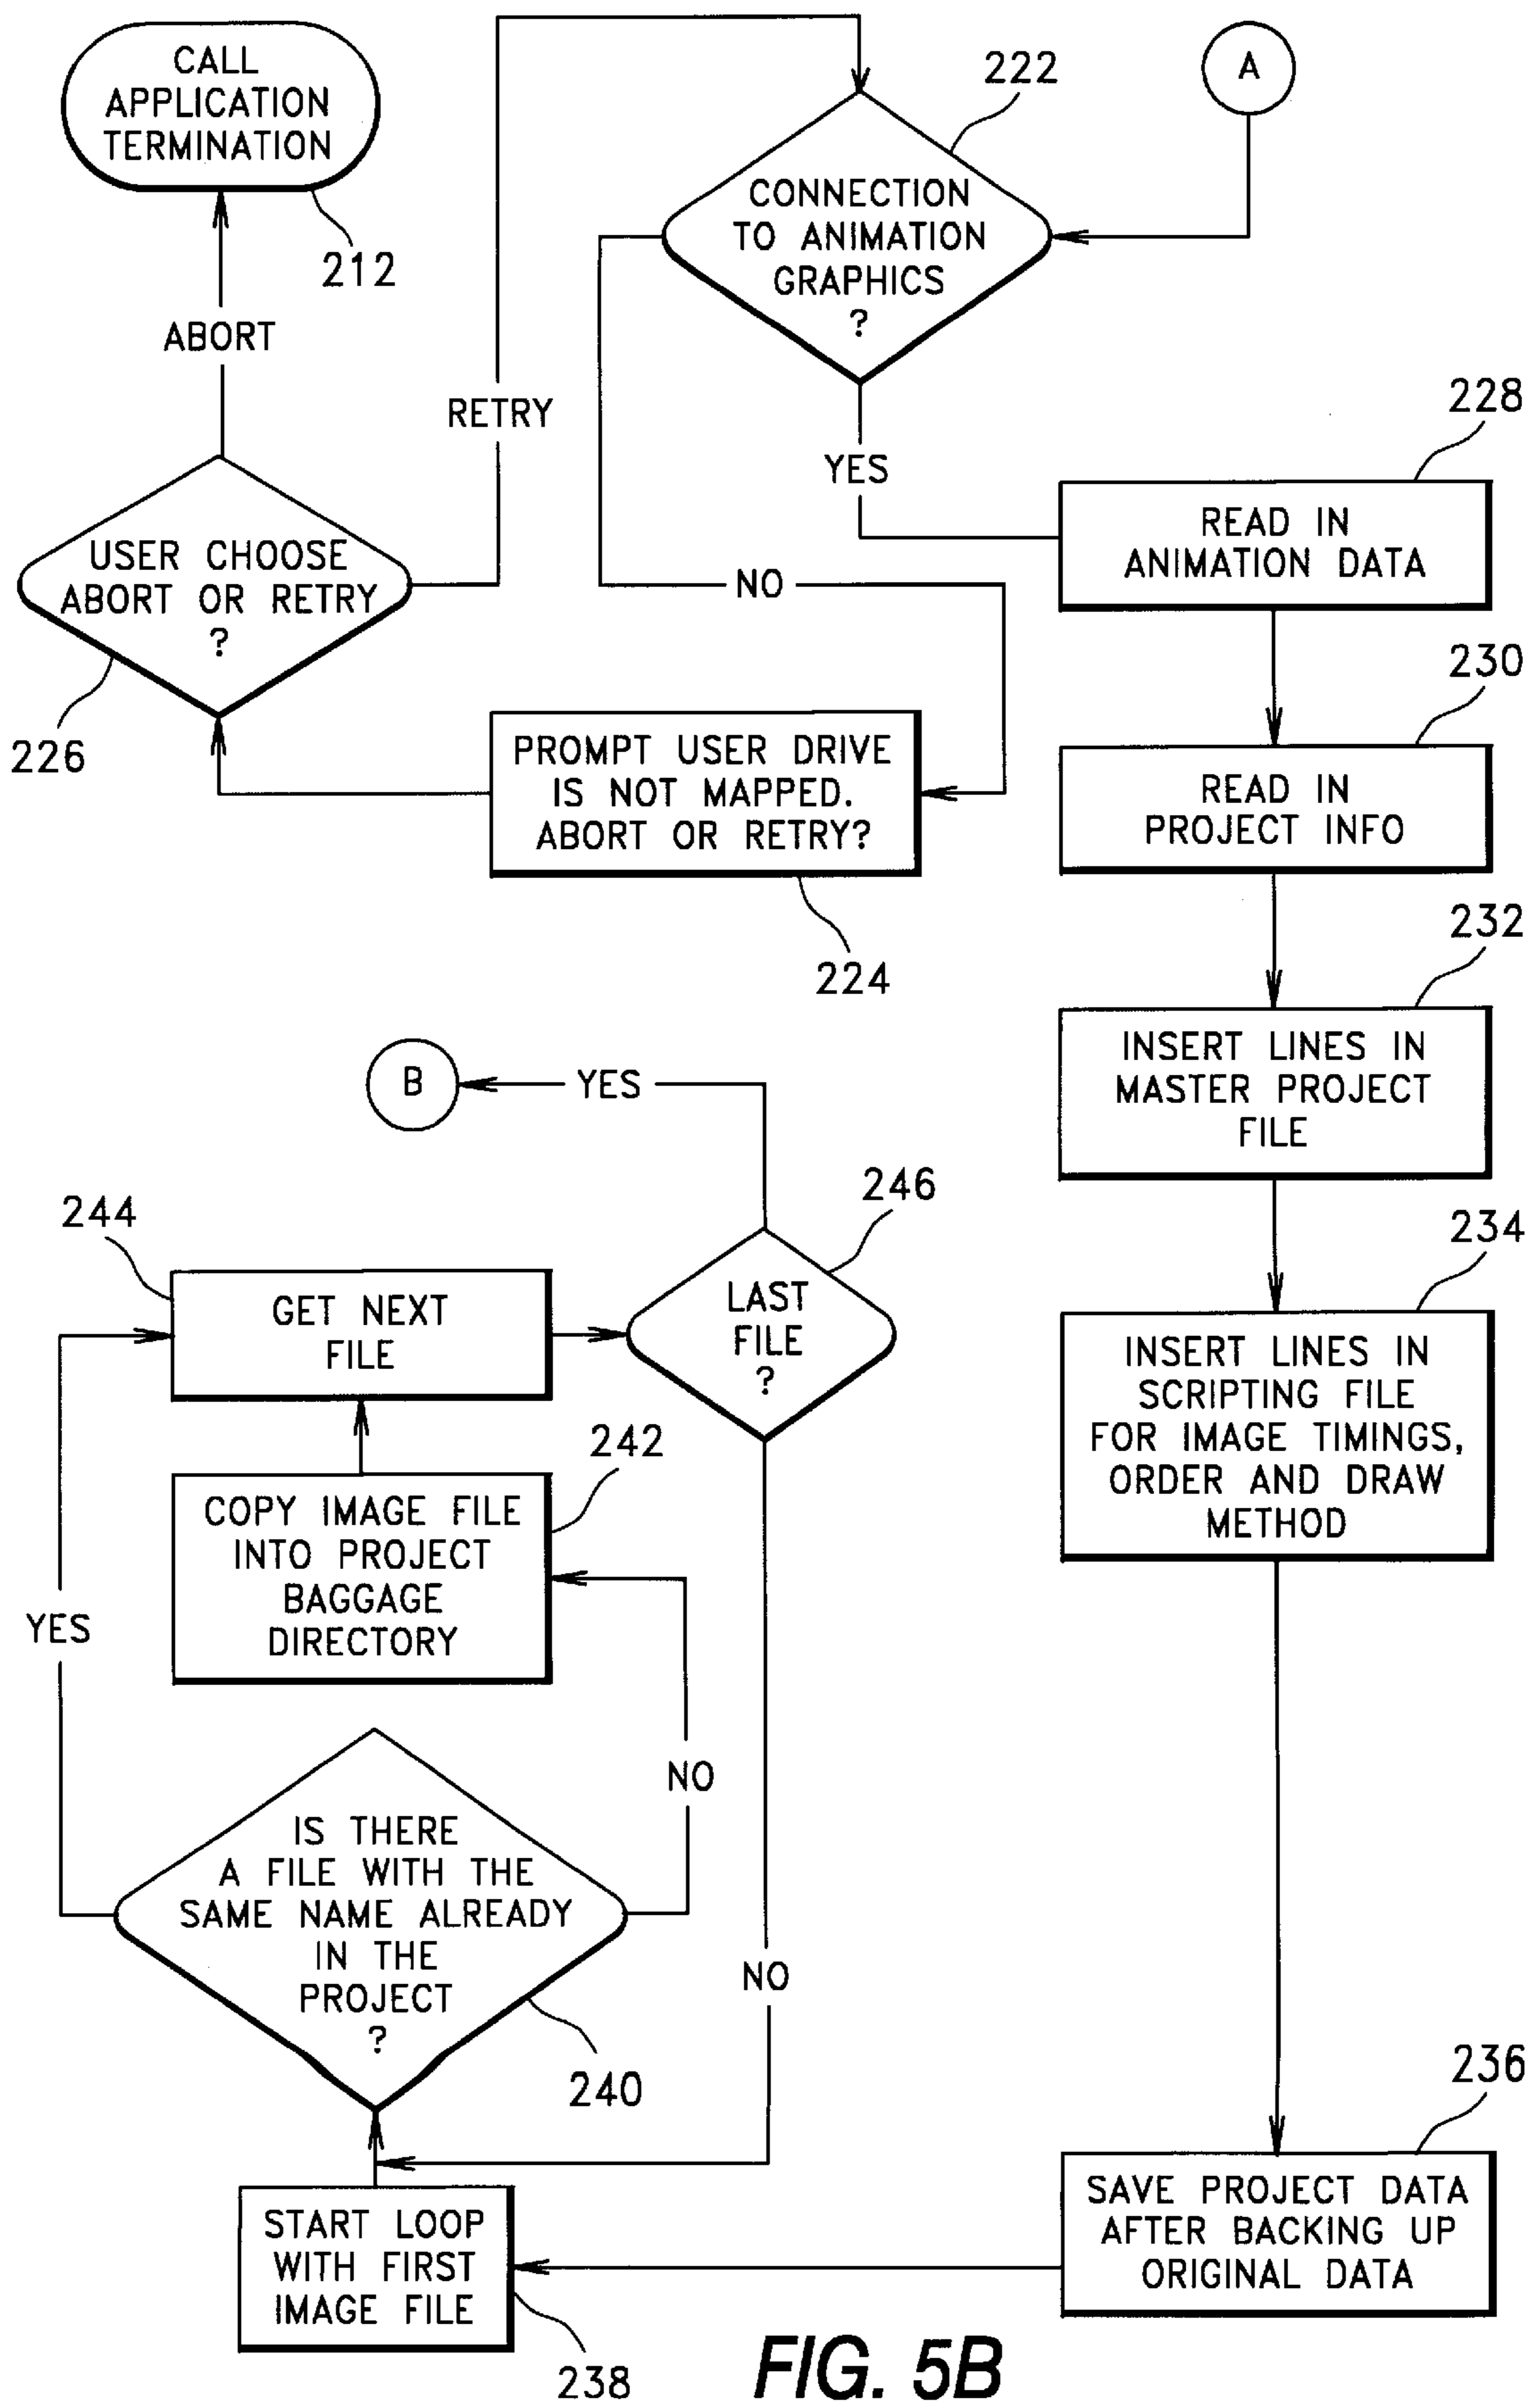 CALL
APPLICATION
TERMINATION
212
ABORT
RETRY
222
A
CONNECTION
TO ANIMATION
GRAPHICS
?
YES
NO
USER CHOOSE
ABORT OR RETRY
?
226
PROMPT USER DRIVE
IS NOT MAPPED.
ABORT OR RETRY?
224
228
READ IN
ANIMATION DATA
230
READ IN
PROJECT INFO
232
INSERT LINES IN
MASTER PROJECT
FILE
234
INSERT LINES IN
SCRIPTING FILE
FOR IMAGE TIMINGS,
ORDER AND DRAW
METHOD
B
YES
246
LAST
FILE
?
244
GET NEXT
FILE
242
COPY IMAGE FILE
INTO PROJECT
BAGGAGE
DIRECTORY
YES
NO
IS THERE
A FILE WITH THE
SAME NAME ALREADY
IN THE
PROJECT
?
240
NO
236
SAVE PROJECT DATA
AFTER BACKING UP
ORIGINAL DATA
START LOOP
WITH FIRST
IMAGE FILE
238
FIG. 5B